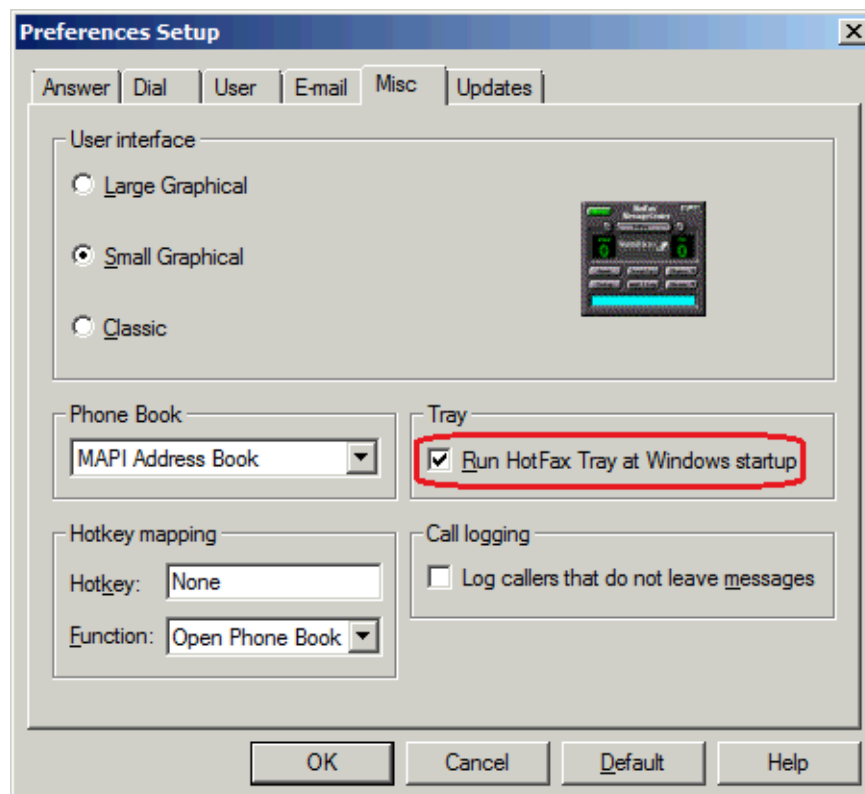 Preferences Setup
Answer Dial User E-mail Misc Updates
User interface
Large Graphical
Small Graphical
Classic
HotFax
MessageCenter
Phone Book
MAPI Address Book
Tray
Run HotFax Tray at Windows startup
Hotkey mapping
Hotkey: None
Function: Open Phone Book
Call logging
Log callers that do not leave messages
OK Cancel Default Help